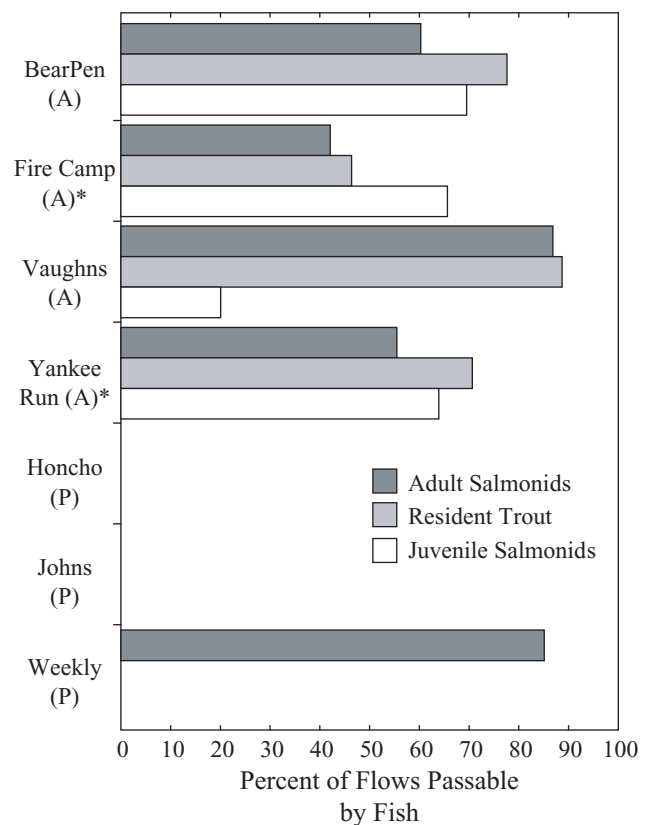 BearPen
(A)
Fire Camp
(A)*
Vaughns
(A)
Yankee
Run (A)*
Honcho
(P)
Johns
(P)
Weekly
(P)
Adult Salmonids
Resident Trout
Juvenile Salmonids
0 10 20 30 40 50 60 70 80 90 100
Percent of Flows Passable
by Fish